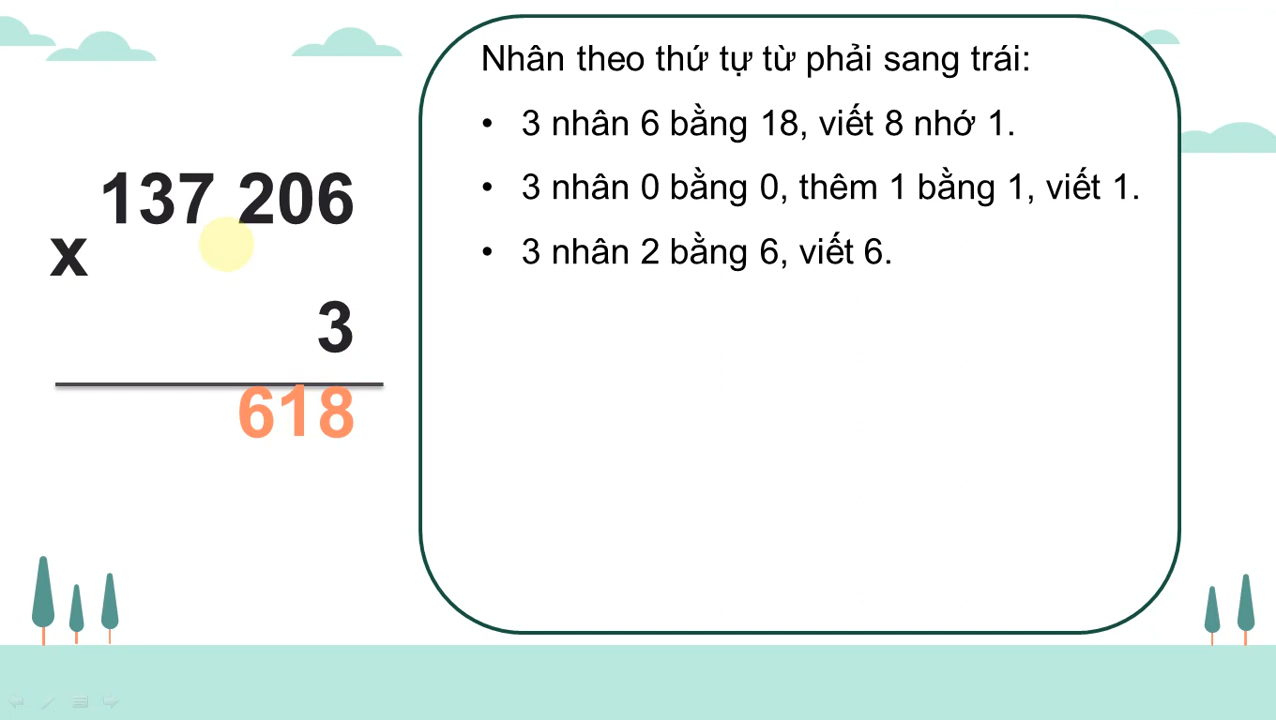 Nhân theo thứ tự từ phải sang trái:
• 3 nhân 6 bằng 18, viết 8 nhớ 1.
• 3 nhân 0 bằng 0, thêm 1 bằng 1, viết 1.
• 3 nhân 2 bằng 6, viết 6.
137 206
x
3
618